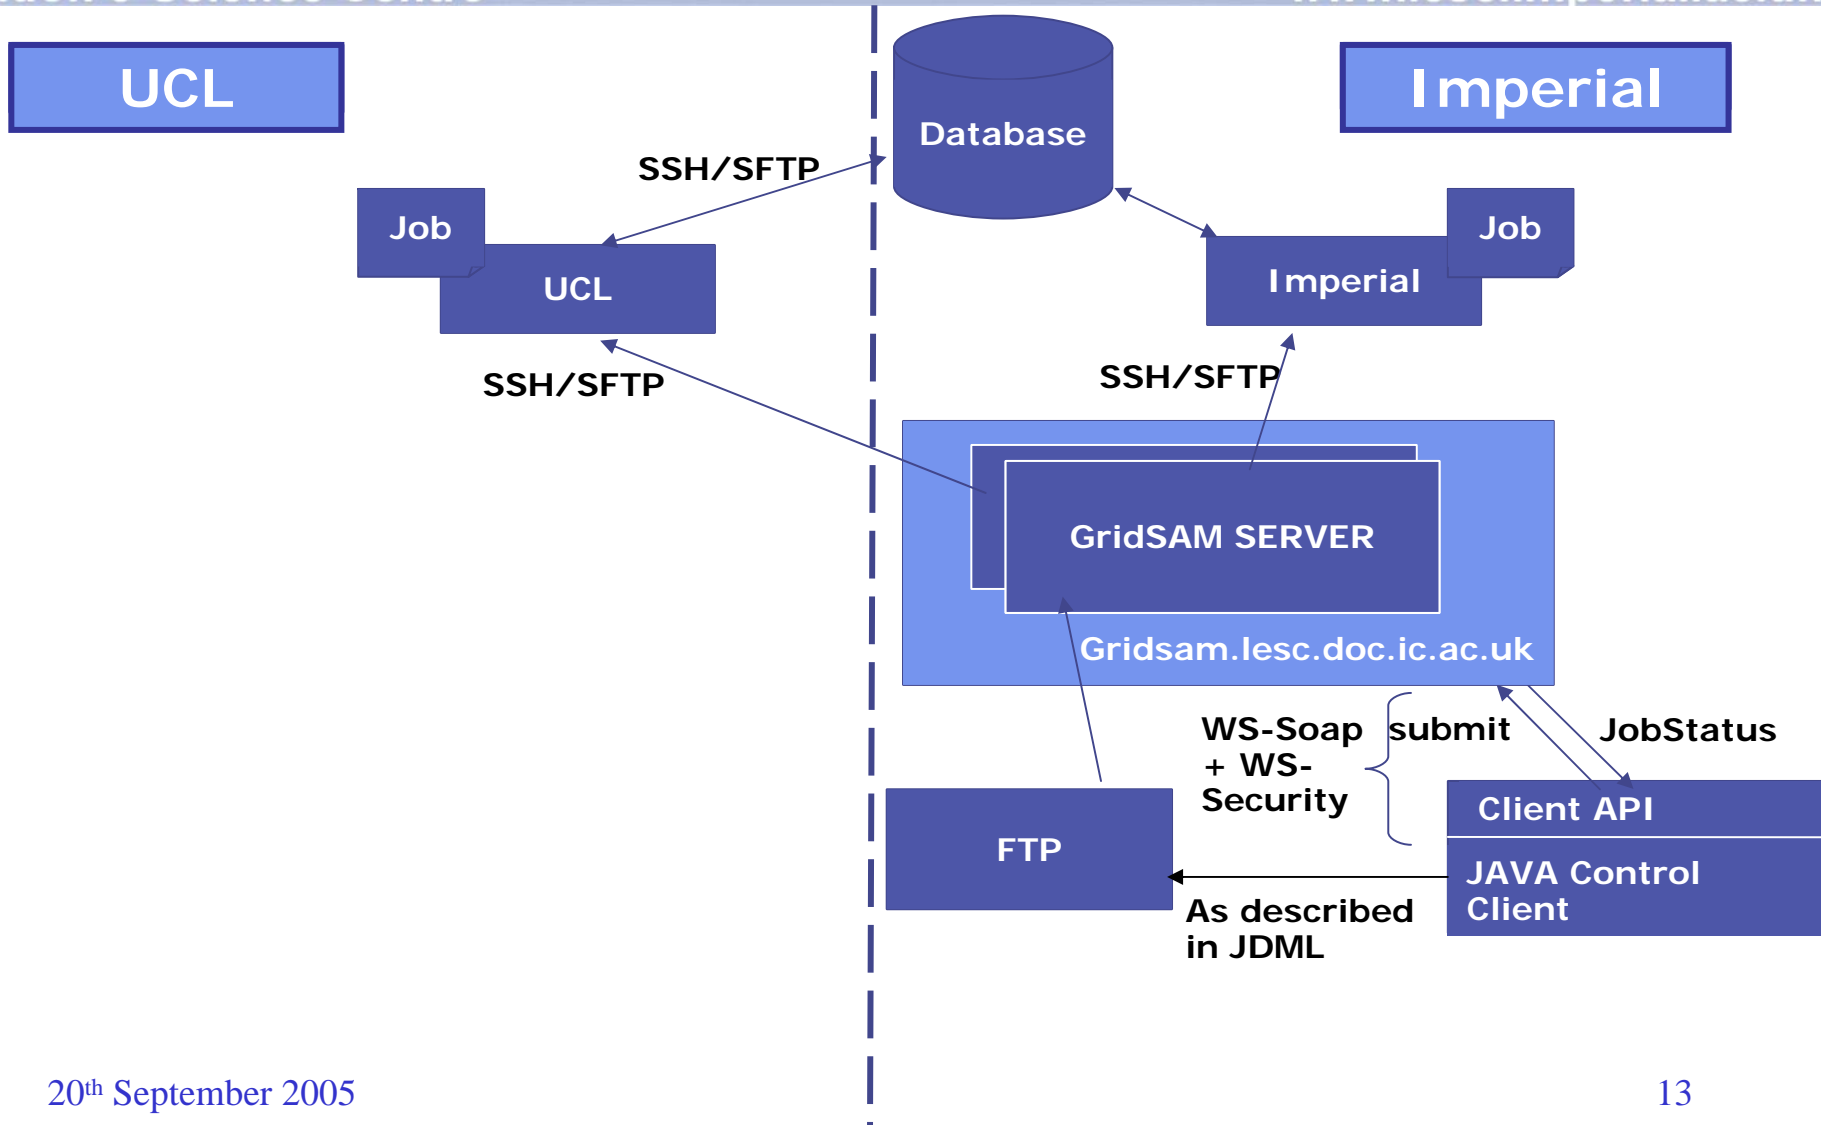 UCL
Imperial
Database
SSH/SFTP
Job
Job
UCL
Imperial
SSH/SFTP
SSH/SFTP
GridSAM SERVER
Gridsam.lesc.doc.ic.ac.uk
WS-Soap
+ WS-
Security
submit
JobStatus
Client API
FTP
JAVA Control
Client
As described
in JDML
20th September 2005
13